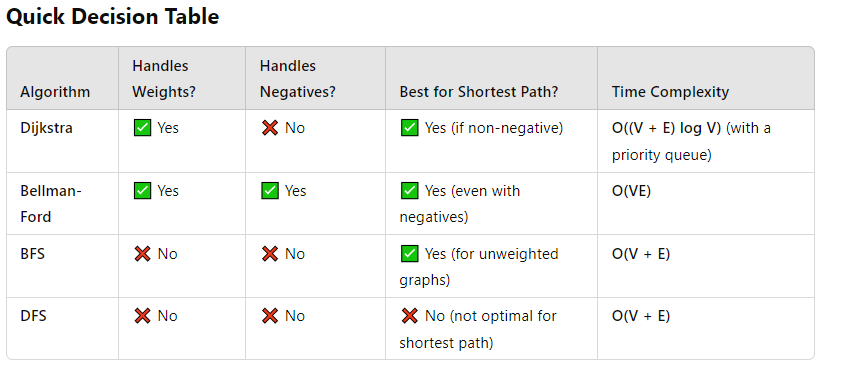 Quick Decision Table
Handles Handles
Algorithm Weights? Negatives? Best for Shortest Path? Time Complexity
Dijkstra ✅ Yes ❌ No ✅ Yes (if non-negative) O((V + E) log V) (with a
priority queue)
Bellman- ✅ Yes ✅ Yes ✅ Yes (even with O(VE)
Ford negatives)
BFS ❌ No ❌ No ✅ Yes (for unweighted O(V + E)
graphs)
DFS ❌ No ❌ No ❌ No (not optimal for O(V + E)
shortest path)